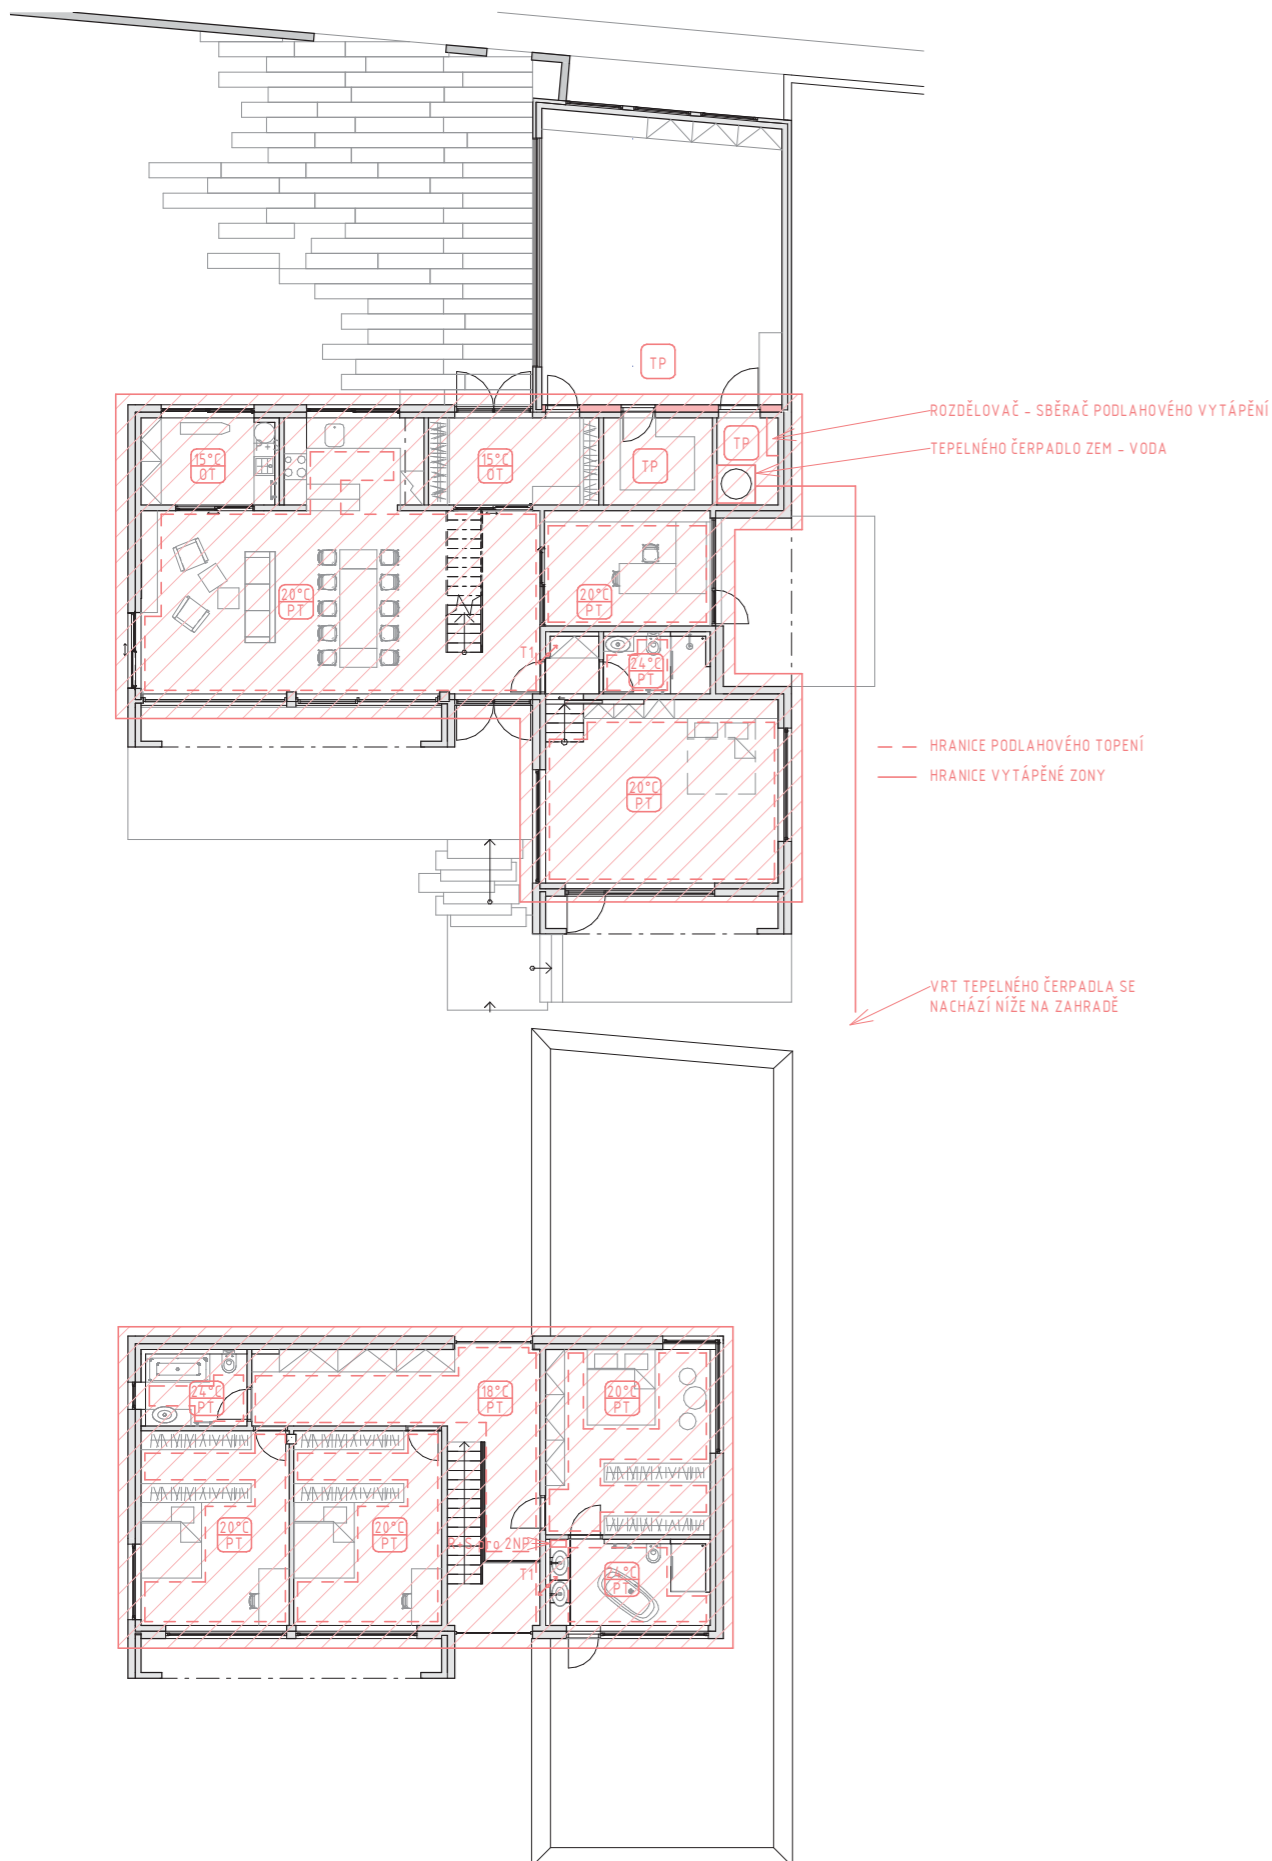 TP
ROZDĚLOVAČ - SBĚRAČ PODLAHOVÉHO VYTÁPĚNÍ
TP
15°C
OT
15°C
OT
TP
TEPELNÉHO ČERPADLO ZEM - VODA
20°C
PT
20°C
PT
T1
24°C
PT
HRANICE PODLAHOVÉHO TOPENÍ
HRANICE VYTÁPĚNÉ ZONY
20°C
PT
VRT TEPELNÉHO ČERPADLA SE
NACHÁZÍ NÍŽE NA ZAHRADĚ
24°C
PT
18°C
PT
20°C
PT
20°C
PT
20°C
PT
R+S pro 2NP
T1
24°C
PT